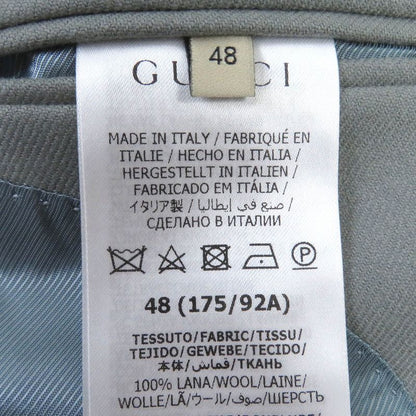 GUCCI
48
MADE IN ITALY / FABRIQUÉ EN
ITALIE / HECHO EN ITALIA /
HERGESTELLT IN ITALIEN /
FABRICADO EM ITÁLIA /
イタリア製 / صنع في إيطاليا /
СДЕЛАНО В ИТАЛИИ
48 (175/92A)
TESSUTO/FABRIC/TISSU/
TEJIDO/GEWEBE/TECIDO/
本体/قماش/ТКАНЬ
100% LANA/WOOL/LAINE/
WOLLE/LÃ/ウール/صوف/ШЕРСТЬ